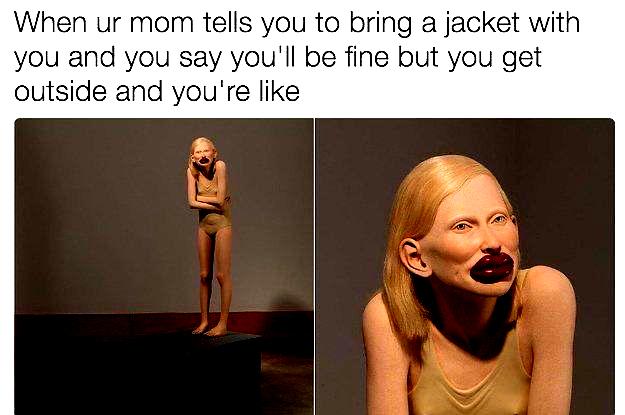 When ur mom tells you to bring a jacket with
you and you say you'll be fine but you get
outside and you're like